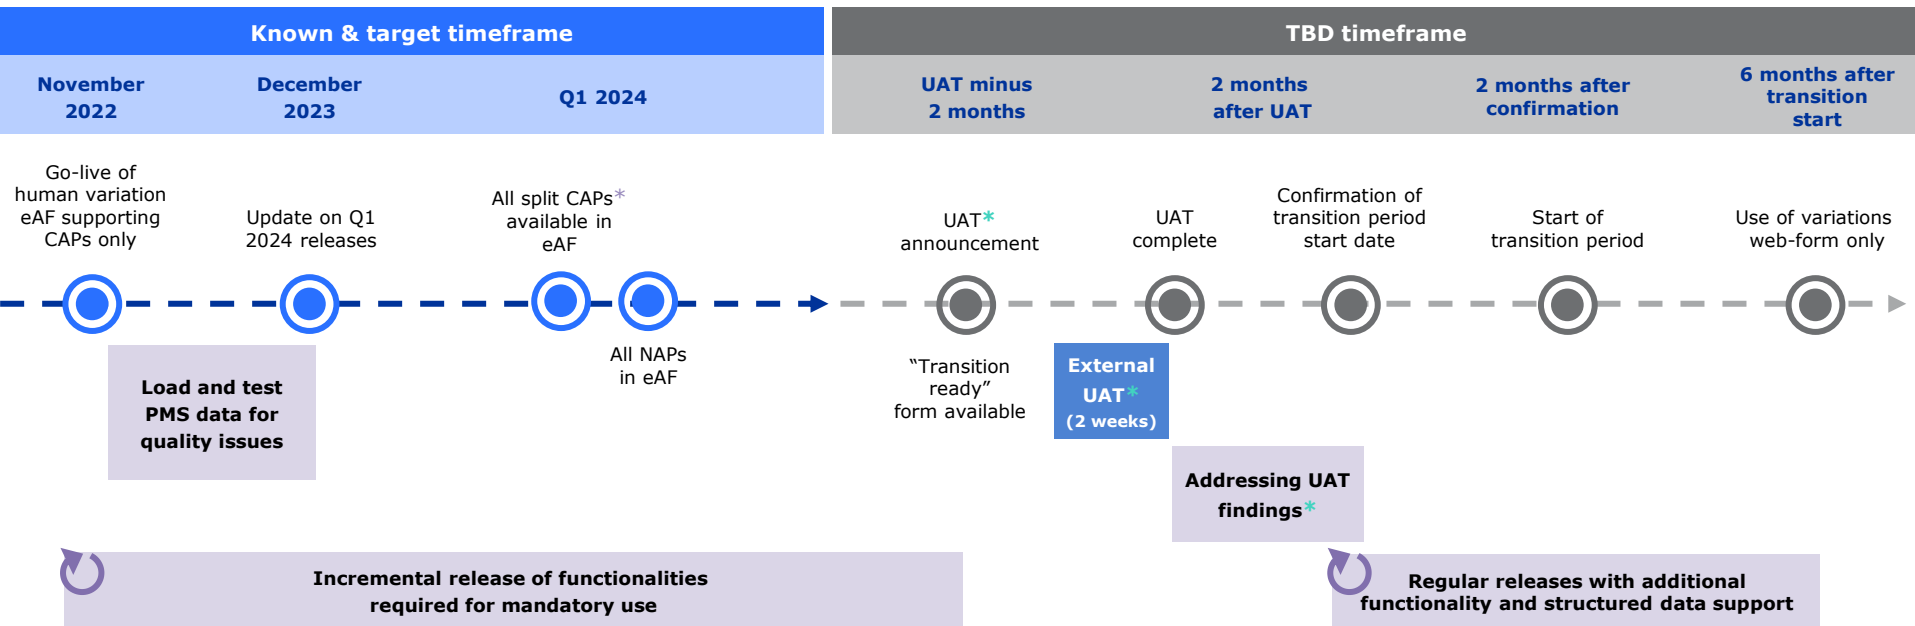 Known & target timeframe
TBD timeframe
November
2022
December
2023
Q1 2024
UAT minus
2 months
2 months
after UAT
2 months after
confirmation
6 months after
transition
start
Go-live of
human variation
eAF supporting
CAPs only
Update on Q1
2024 releases
All split CAPs*
available in
eAF
All NAPs
in eAF
UAT*
announcement
UAT
complete
Confirmation of
transition period
start date
Start of
transition period
Use of variations
web-form only
Load and test
PMS data for
quality issues
“Transition
ready”
form available
External
UAT*
(2 weeks)
Addressing UAT
findings*
Incremental release of functionalities
required for mandatory use
Regular releases with additional
functionality and structured data support